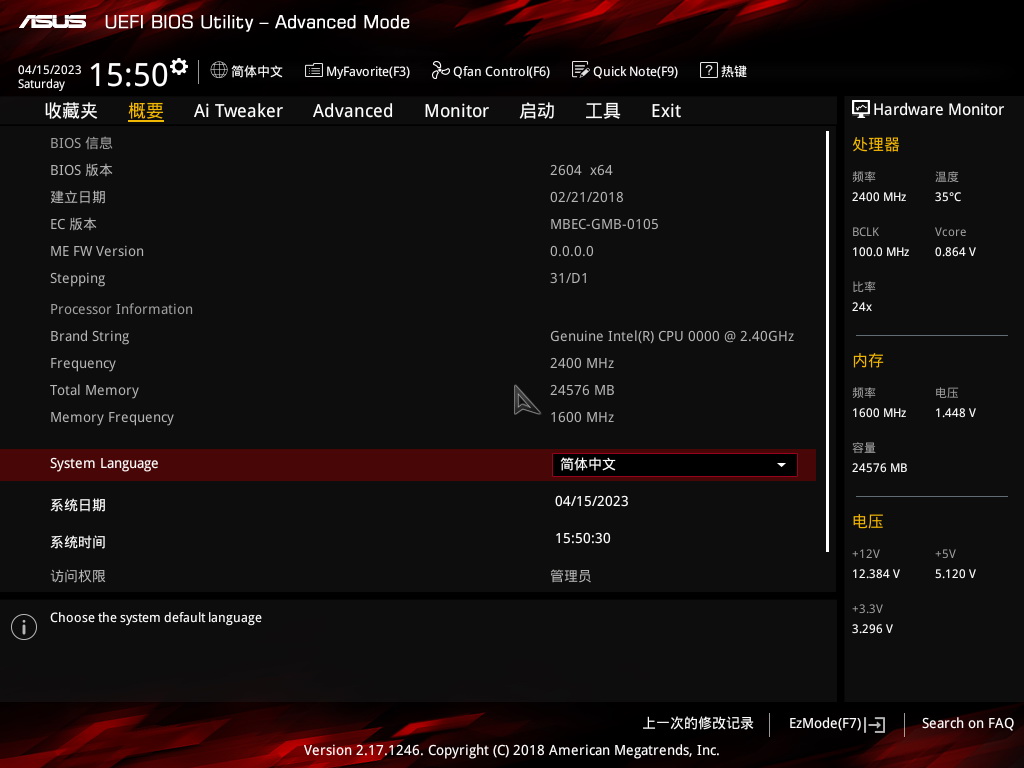 ASUS UEFI BIOS Utility – Advanced Mode
04/15/2023
Saturday
15:50
简体中文 MyFavorite(F3) Qfan Control(F6) Quick Note(F9) ? 热键
收藏夹 概要 Ai Tweaker Advanced Monitor 启动 工具 Exit
BIOS 信息
BIOS 版本 2604 x64
建立日期 02/21/2018
EC 版本 MBEC-GMB-0105
ME FW Version 0.0.0.0
Stepping 31/D1
Processor Information
Brand String Genuine Intel(R) CPU 0000 @ 2.40GHz
Frequency 2400 MHz
Total Memory 24576 MB
Memory Frequency 1600 MHz
System Language 简体中文
系统日期 04/15/2023
系统时间 15:50:30
访问权限 管理员
Choose the system default language
Hardware Monitor
处理器
频率 温度
2400 MHz 35°C
BCLK Vcore
100.0 MHz 0.864 V
比率
24x
内存
频率 电压
1600 MHz 1.448 V
容量
24576 MB
电压
+12V +5V
12.384 V 5.120 V
+3.3V
3.296 V
上一次的修改记录 EzMode(F7) Search on FAQ
Version 2.17.1246. Copyright (C) 2018 American Megatrends, Inc.